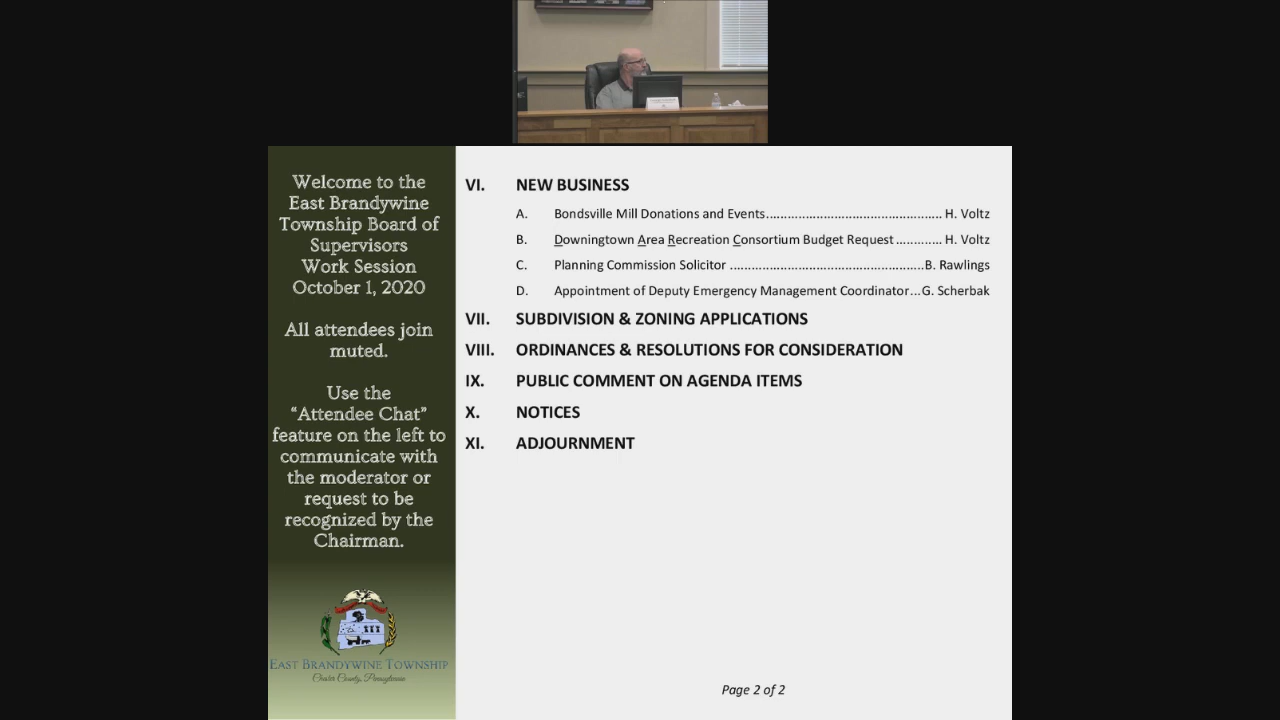 Welcome to the
East Brandywine
Township Board of
Supervisors
Work Session
October 1, 2020
All attendees join
muted.
Use the
“Attendee Chat”
feature on the left to
communicate with
the moderator or
request to be
recognized by the
Chairman.
EAST BRANDYWINE TOWNSHIP
Chester County, Pennsylvania
VI. NEW BUSINESS
A. Bondsville Mill Donations and Events.............................................. H. Voltz
B. Downingtown Area Recreation Consortium Budget Request ............ H. Voltz
C. Planning Commission Solicitor ...................................................B. Rawlings
D. Appointment of Deputy Emergency Management Coordinator...G. Scherbak
VII. SUBDIVISION & ZONING APPLICATIONS
VIII. ORDINANCES & RESOLUTIONS FOR CONSIDERATION
IX. PUBLIC COMMENT ON AGENDA ITEMS
X. NOTICES
XI. ADJOURNMENT
Page 2 of 2